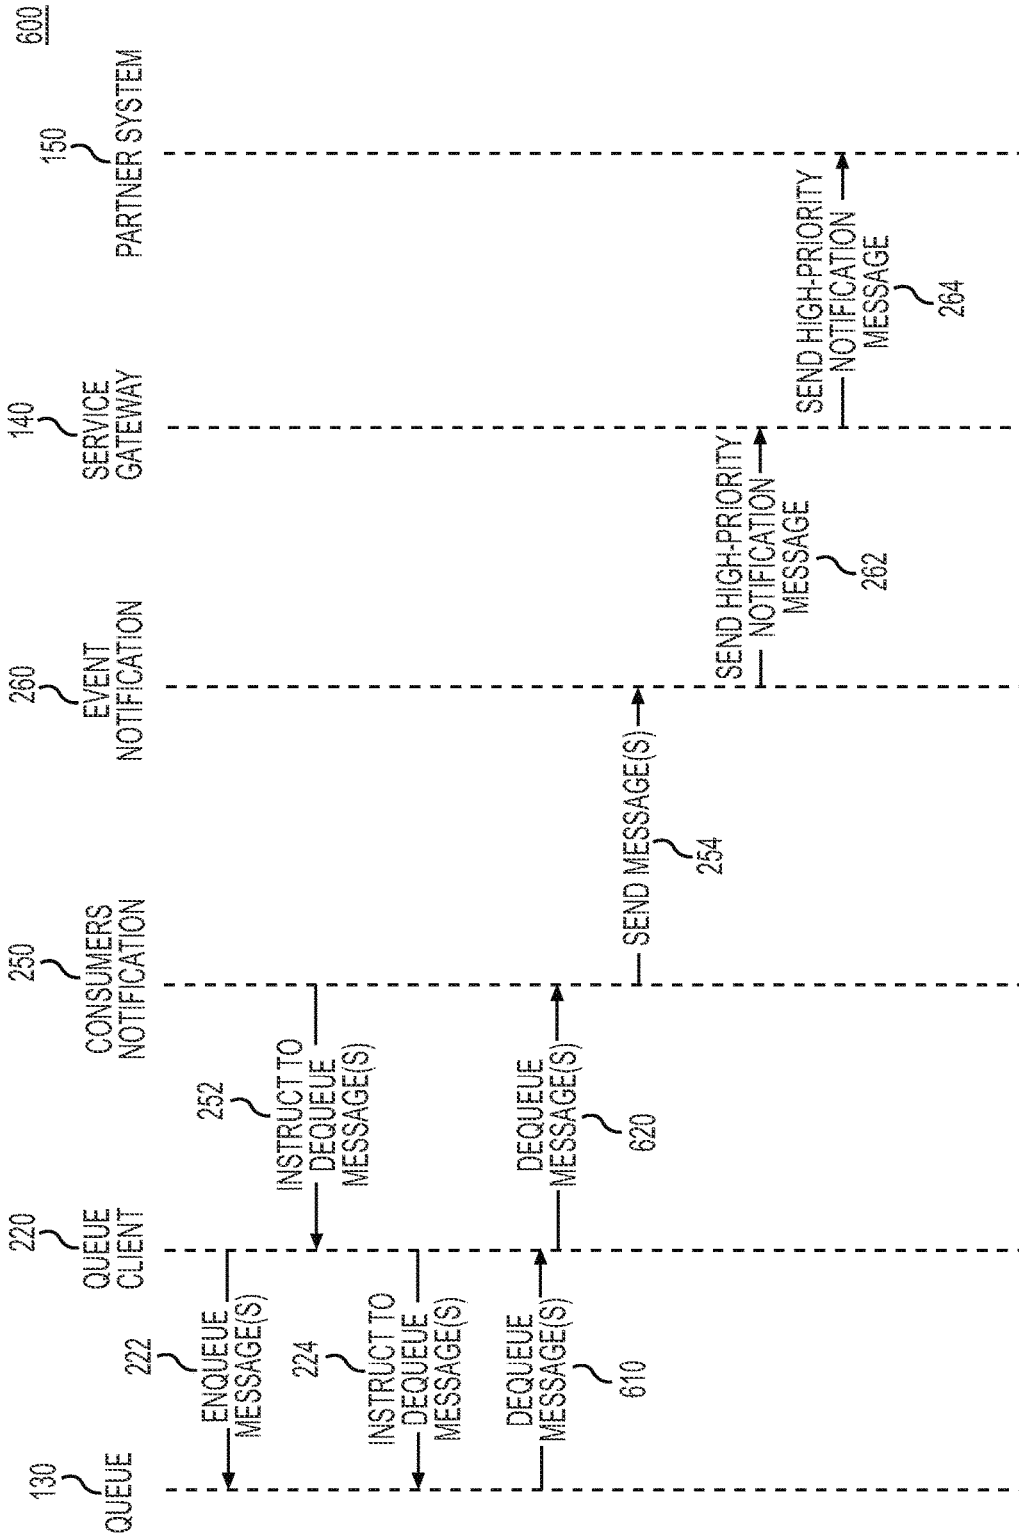 600
130
QUEUE
220
QUEUE
CLIENT
250
CONSUMERS
NOTIFICATION
260
EVENT
NOTIFICATION
140
SERVICE
GATEWAY
150
PARTNER SYSTEM
222
ENQUEUE
MESSAGE(S)
252
INSTRUCT TO
DEQUEUE
MESSAGE(S)
224
INSTRUCT TO
DEQUEUE
MESSAGE(S)
DEQUEUE
MESSAGE(S)
610
DEQUEUE
MESSAGE(S)
620
SEND MESSAGE(S)
254
SEND HIGH-PRIORITY
NOTIFICATION
MESSAGE
262
SEND HIGH-PRIORITY
NOTIFICATION
MESSAGE
264